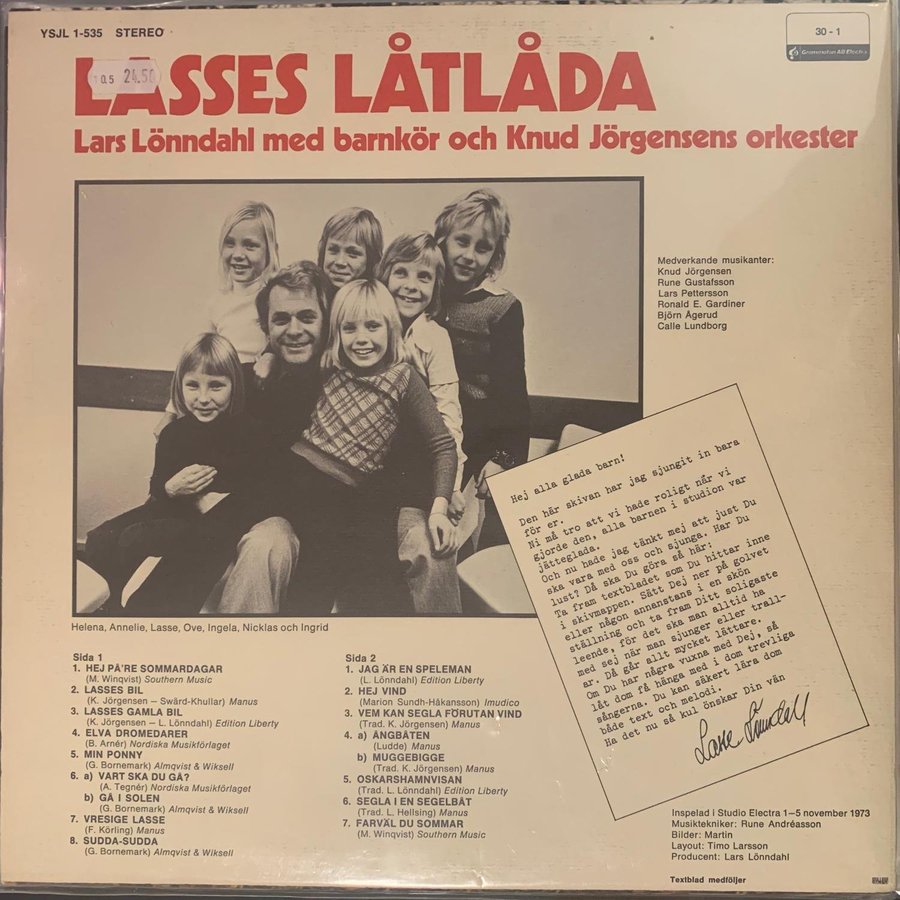 YSJL 1-535 STEREO
30 - 1
Grammofon AB Electra
10.5 24.50
LASSES LÅTLÅDA
Lars Lönndahl med barnkör och Knud Jörgensens orkester
Medverkande musikanter:
Knud Jörgensen
Rune Gustafsson
Lars Pettersson
Ronald E. Gardiner
Björn Ågerud
Calle Lundborg
Hej alla glada barn!
Den här skivan har jag sjungit in bara
för er.
Ni må tro att vi hade roligt när vi
gjorde den, alla barnen i studion var
jätteglada.
Och nu hade jag tänkt mej att just Du
ska vara med oss och sjunga. Har Du
lust? Då ska Du göra så här:
Ta fram textbladet som Du hittar inne
i skivmappen. Sätt Dej ner på golvet
eller någon annanstans i en skön
ställning och ta fram Ditt soligaste
leende, för det ska man alltid ha
med sej när man sjunger eller trall-
ar. Då går allt mycket lättare.
Om Du har några vuxna med Dej, så
låt dom få hänga med i dom trevliga
sångerna. Du kan säkert lära dom
både text och melodi.
Ha det nu så kul önskar Din vän
Lasse Lönndahl
Helena, Annelie, Lasse, Ove, Ingela, Nicklas och Ingrid
Sida 1
1. HEJ PÅ'RE SOMMARDAGAR
(M. Winqvist) Southern Music
2. LASSES BIL
(K. Jörgensen – Swärd-Khullar) Manus
3. LASSES GAMLA BIL
(K. Jörgensen – L. Lönndahl) Edition Liberty
4. ELVA DROMEDARER
(B. Arnér) Nordiska Musikförlaget
5. MIN PONNY
(G. Bornemark) Almqvist & Wiksell
6. a) VART SKA DU GÅ?
(A. Tegnér) Nordiska Musikförlaget
b) GÅ I SOLEN
(G. Bornemark) Almqvist & Wiksell
7. VRESIGE LASSE
(F. Körling) Manus
8. SUDDA-SUDDA
(G. Bornemark) Almqvist & Wiksell
Sida 2
1. JAG ÄR EN SPELEMAN
(L. Lönndahl) Edition Liberty
2. HEJ VIND
(Marion Sundh-Håkansson) Imudico
3. VEM KAN SEGLA FÖRUTAN VIND
(Trad. K. Jörgensen) Manus
4. a) ÅNGBÅTEN
(Ludde) Manus
b) MUGGEBIGGE
(Trad. K. Jörgensen) Manus
5. OSKARSHAMNVISAN
(Trad. L. Lönndahl) Edition Liberty
6. SEGLA I EN SEGELBÅT
(Trad. L. Hellsing) Manus
7. FARVÄL DU SOMMAR
(M. Winqvist) Southern Music
Inspelad i Studio Electra 1–5 november 1973
Musiktekniker: Rune Andréasson
Bilder: Martin
Layout: Timo Larsson
Producent: Lars Lönndahl
Textblad medföljer